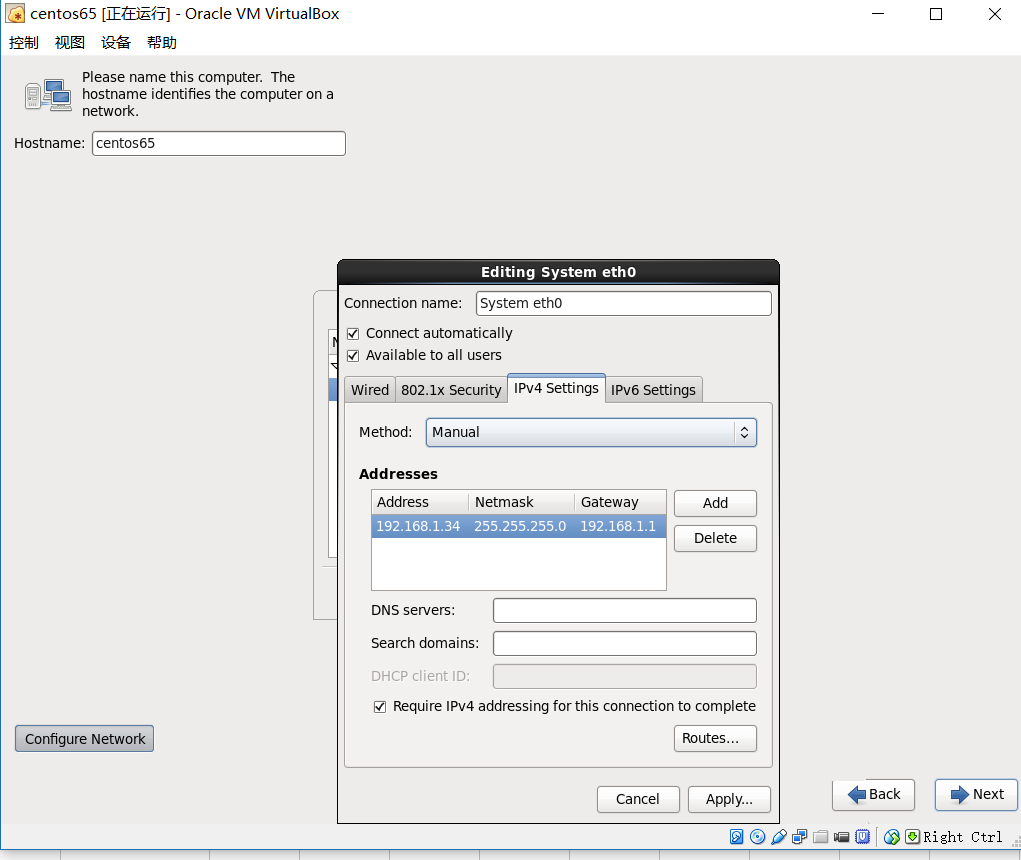 centos65 [正在运行] - Oracle VM VirtualBox
控制 视图 设备 帮助
Please name this computer. The
hostname identifies the computer on a
network.
Hostname: centos65
Editing System eth0
Connection name: System eth0
Connect automatically
Available to all users
Wired 802.1x Security IPv4 Settings IPv6 Settings
Method: Manual
Addresses
Address Netmask Gateway
192.168.1.34 255.255.255.0 192.168.1.1
Add
Delete
DNS servers:
Search domains:
DHCP client ID:
Require IPv4 addressing for this connection to complete
Routes...
Configure Network
Cancel Apply...
Back Next
Right Ctrl